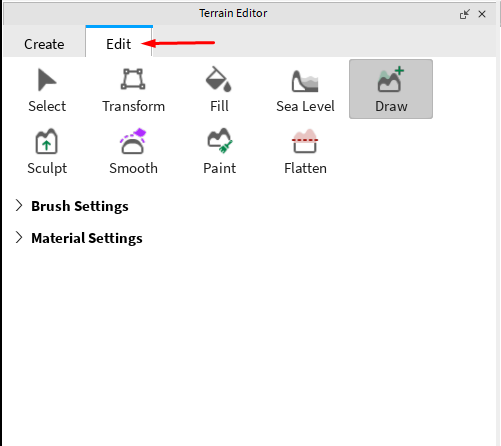 Terrain Editor
Create Edit
Select Transform Fill Sea Level Draw
Sculpt Smooth Paint Flatten
Brush Settings
Material Settings